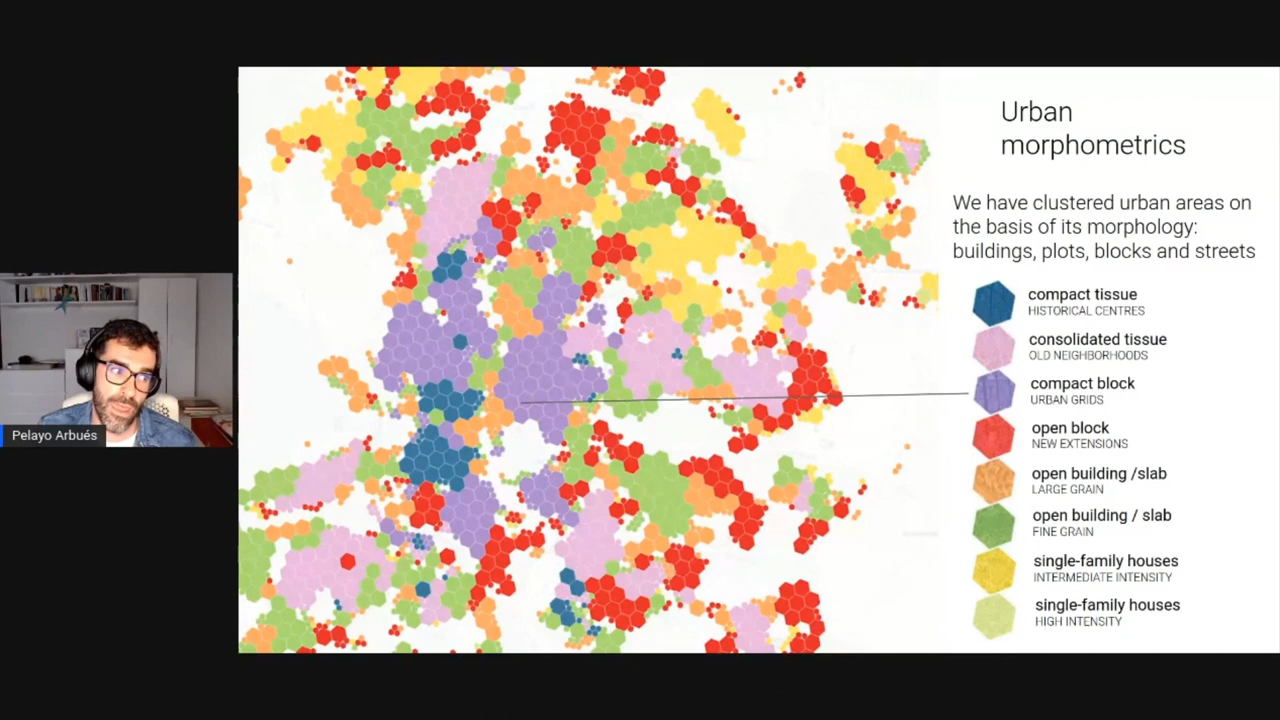 Urban
morphometrics
We have clustered urban areas on
the basis of its morphology:
buildings, plots, blocks and streets
compact tissue
HISTORICAL CENTRES
consolidated tissue
OLD NEIGHBORHOODS
compact block
URBAN GRIDS
open block
NEW EXTENSIONS
open building /slab
LARGE GRAIN
open building / slab
FINE GRAIN
single-family houses
INTERMEDIATE INTENSITY
single-family houses
HIGH INTENSITY
Pelayo Arbués